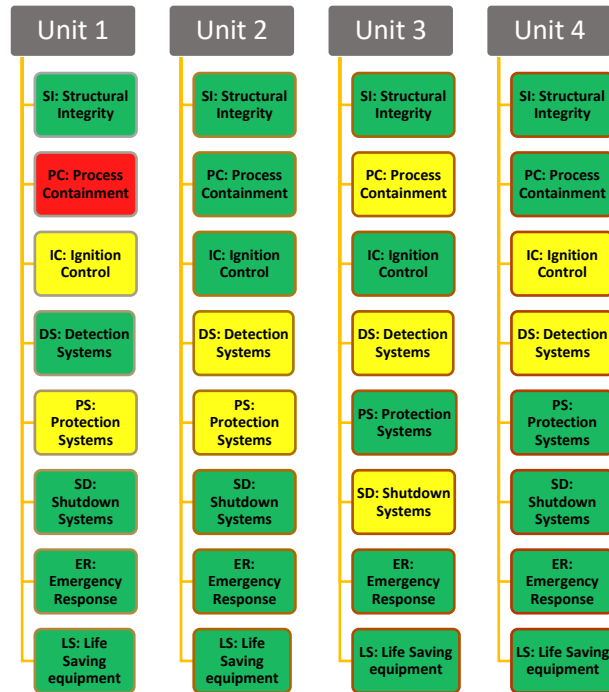 Unit 1
SI: Structural
Integrity
PC: Process
Containment
IC: Ignition
Control
DS: Detection
Systems
PS:
Protection
Systems
SD:
Shutdown
Systems
ER:
Emergency
Response
LS: Life
Saving
equipment
Unit 2
SI: Structural
Integrity
PC: Process
Containment
IC: Ignition
Control
DS: Detection
Systems
PS:
Protection
Systems
SD:
Shutdown
Systems
ER:
Emergency
Response
LS: Life
Saving
equipment
Unit 3
SI: Structural
Integrity
PC: Process
Containment
IC: Ignition
Control
DS: Detection
Systems
PS: Protection
Systems
SD: Shutdown
Systems
ER:
Emergency
Response
LS: Life Saving
equipment
Unit 4
SI: Structural
Integrity
PC: Process
Containment
IC: Ignition
Control
DS: Detection
Systems
PS:
Protection
Systems
SD:
Shutdown
Systems
ER:
Emergency
Response
LS: Life Saving
equipment